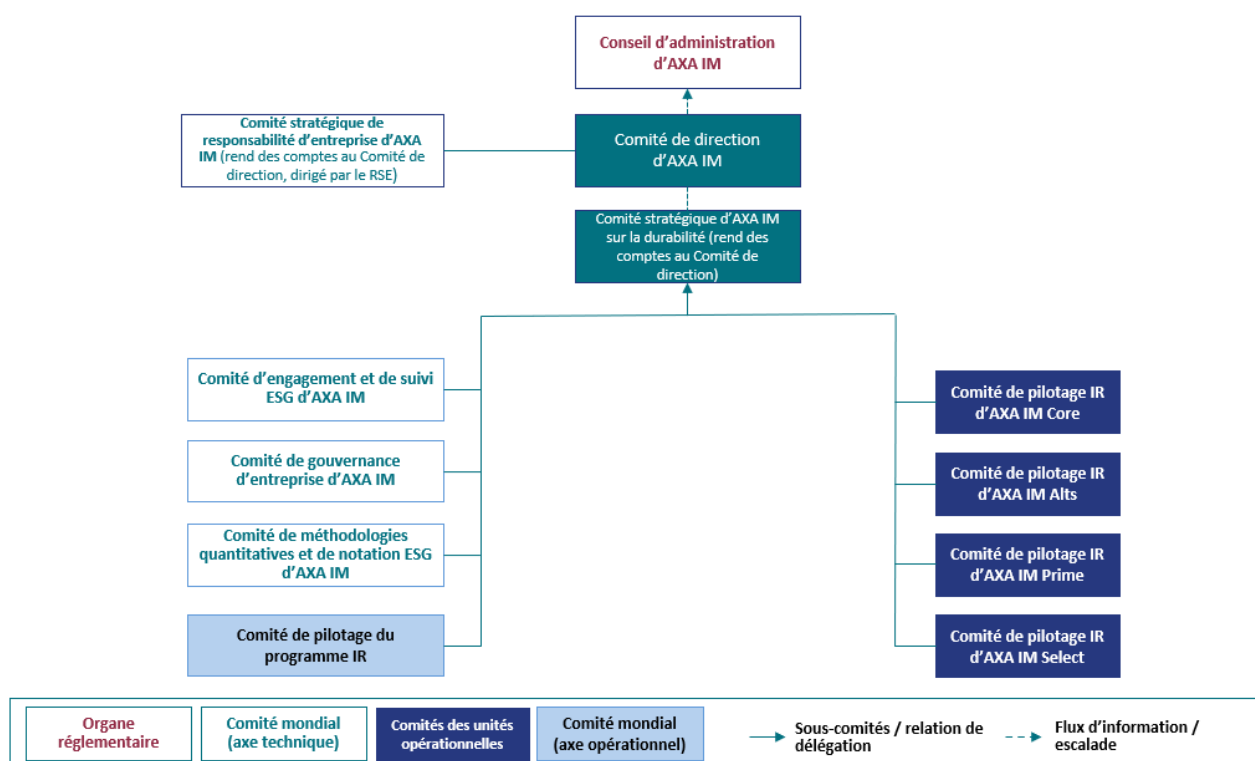 Conseil d’administration
d’AXA IM
Comité stratégique de
responsabilité d’entreprise d’AXA
IM (rend des comptes au Comité de
direction, dirigé par le RSE)
Comité de direction
d’AXA IM
Comité stratégique d’AXA IM
sur la durabilité (rend des
comptes au Comité de
direction)
Comité d’engagement et de suivi
ESG d’AXA IM
Comité de gouvernance
d’entreprise d’AXA IM
Comité de méthodologies
quantitatives et de notation ESG
d’AXA IM
Comité de pilotage du
programme IR
Comité de pilotage IR
d’AXA IM Core
Comité de pilotage IR
d’AXA IM Alts
Comité de pilotage IR
d’AXA IM Prime
Comité de pilotage IR
d’AXA IM Select
Organe
réglementaire
Comité mondial
(axe technique)
Comités des unités
opérationnelles
Comité mondial
(axe opérationnel)
Sous-comités / relation de
délégation
Flux d’information /
escalade